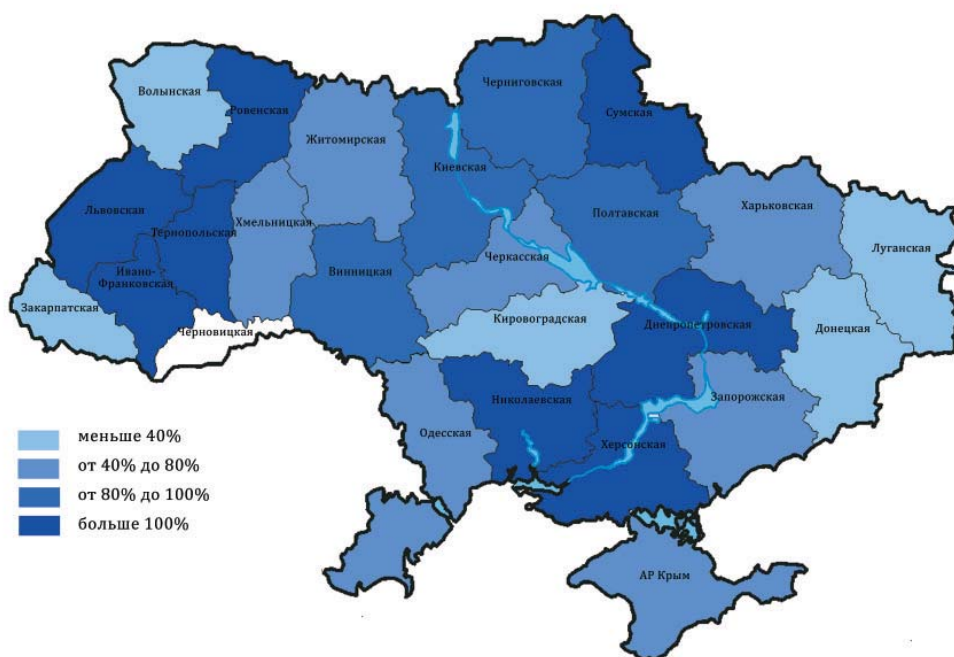 Волынская
Ровенская
Житомирская
Черниговская
Сумская
Киевская
Львовская
Тернопольская
Хмельницкая
Полтавская
Харьковская
Луганская
Ивано-
Франковская
Винницкая
Черкасская
Закарпатская
Черновицкая
Кировоградская
Днепропетровская
Донецкая
Николаевская
Запорожская
Одесская
Херсонская
АР Крым
меньше 40%
от 40% до 80%
от 80% до 100%
больше 100%